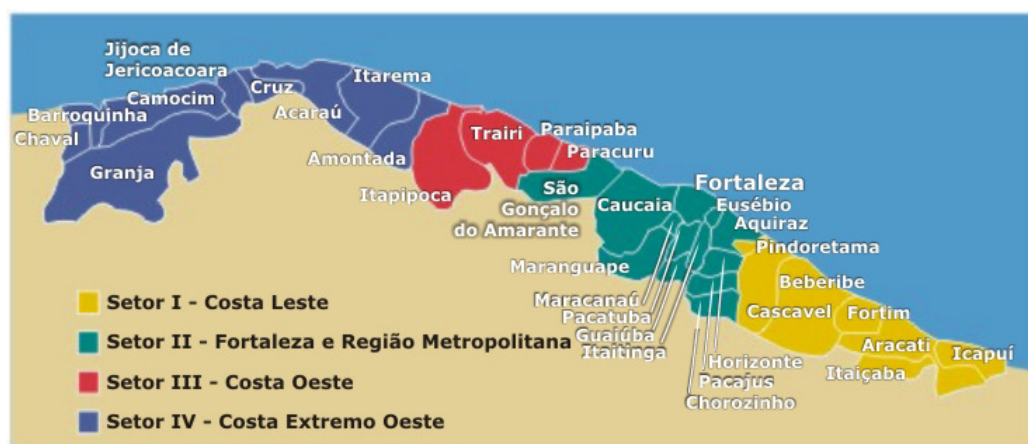 Jijoca de
Jericoacoara
Cruz
Itarema
Camocim
Barroquinha
Acaraú
Chaval
Granja
Amontada
Trairi
Paraipaba
Paracuru
Itapipoca
São
Gonçalo
do Amarante
Fortaleza
Caucaia
Eusébio
Aquiraz
Pindoretama
Maranguape
Beberibe
Maracanaú
Pacatuba
Guaiúba
Itaitinga
Cascavel
Fortim
Aracati
Icapuí
Itaiçaba
Horizonte
Pacajus
Chorozinho
Setor I - Costa Leste
Setor II - Fortaleza e Região Metropolitana
Setor III - Costa Oeste
Setor IV - Costa Extremo Oeste